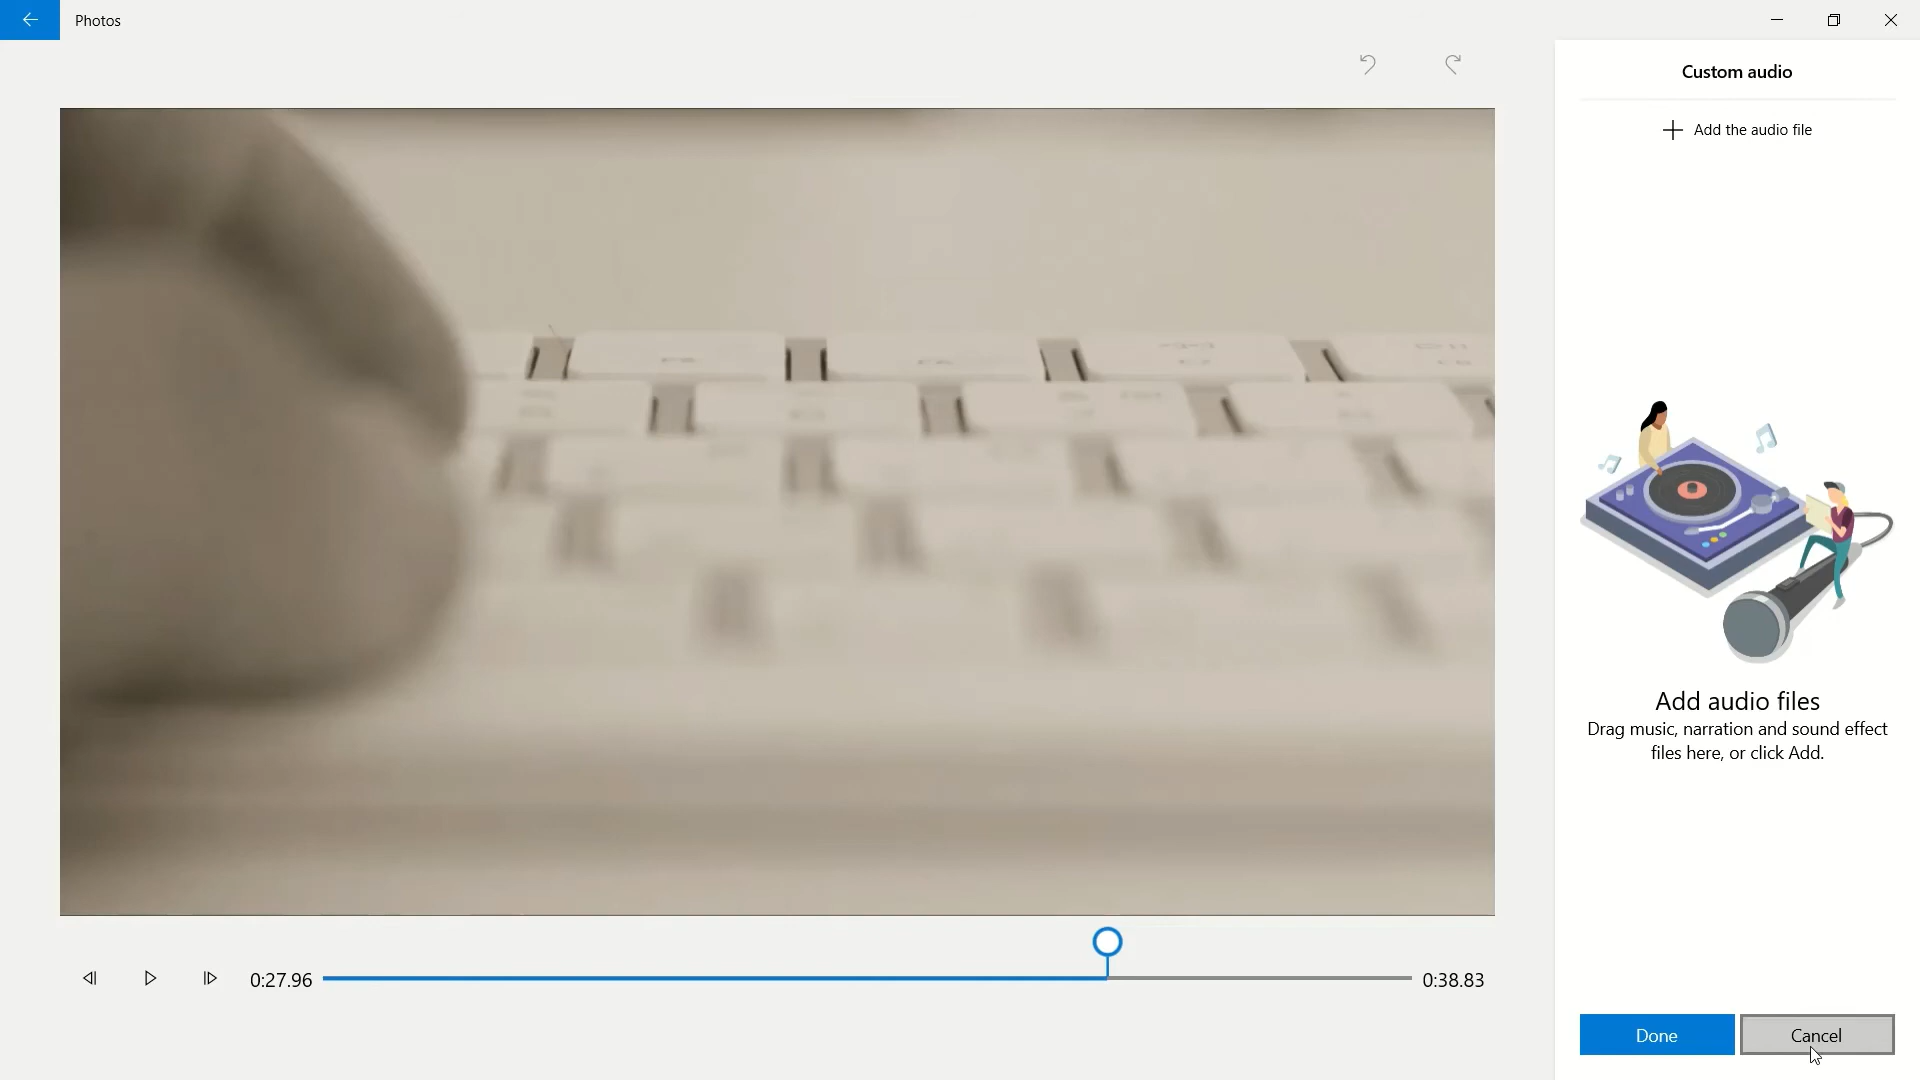 Photos
Custom audio
Add the audio file
Add audio files
Drag music, narration and sound effect
files here, or click Add.
0:27.96
0:38.83
Done
Cancel